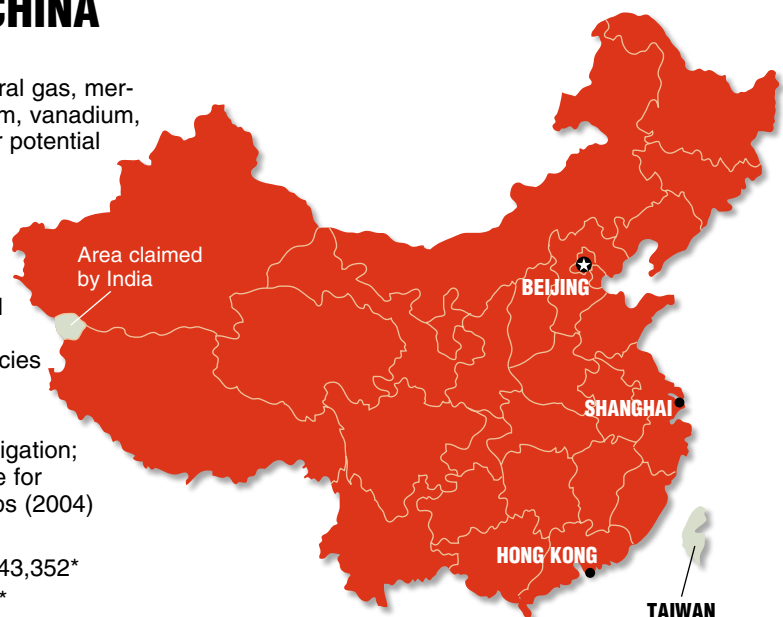 CHINA
ral gas, mer-
m, vanadium,
r potential
Area claimed
by India
cies
igation;
e for
os (2004)
43,352*
*
BEIJING
SHANGHAI
HONG KONG
TAIWAN